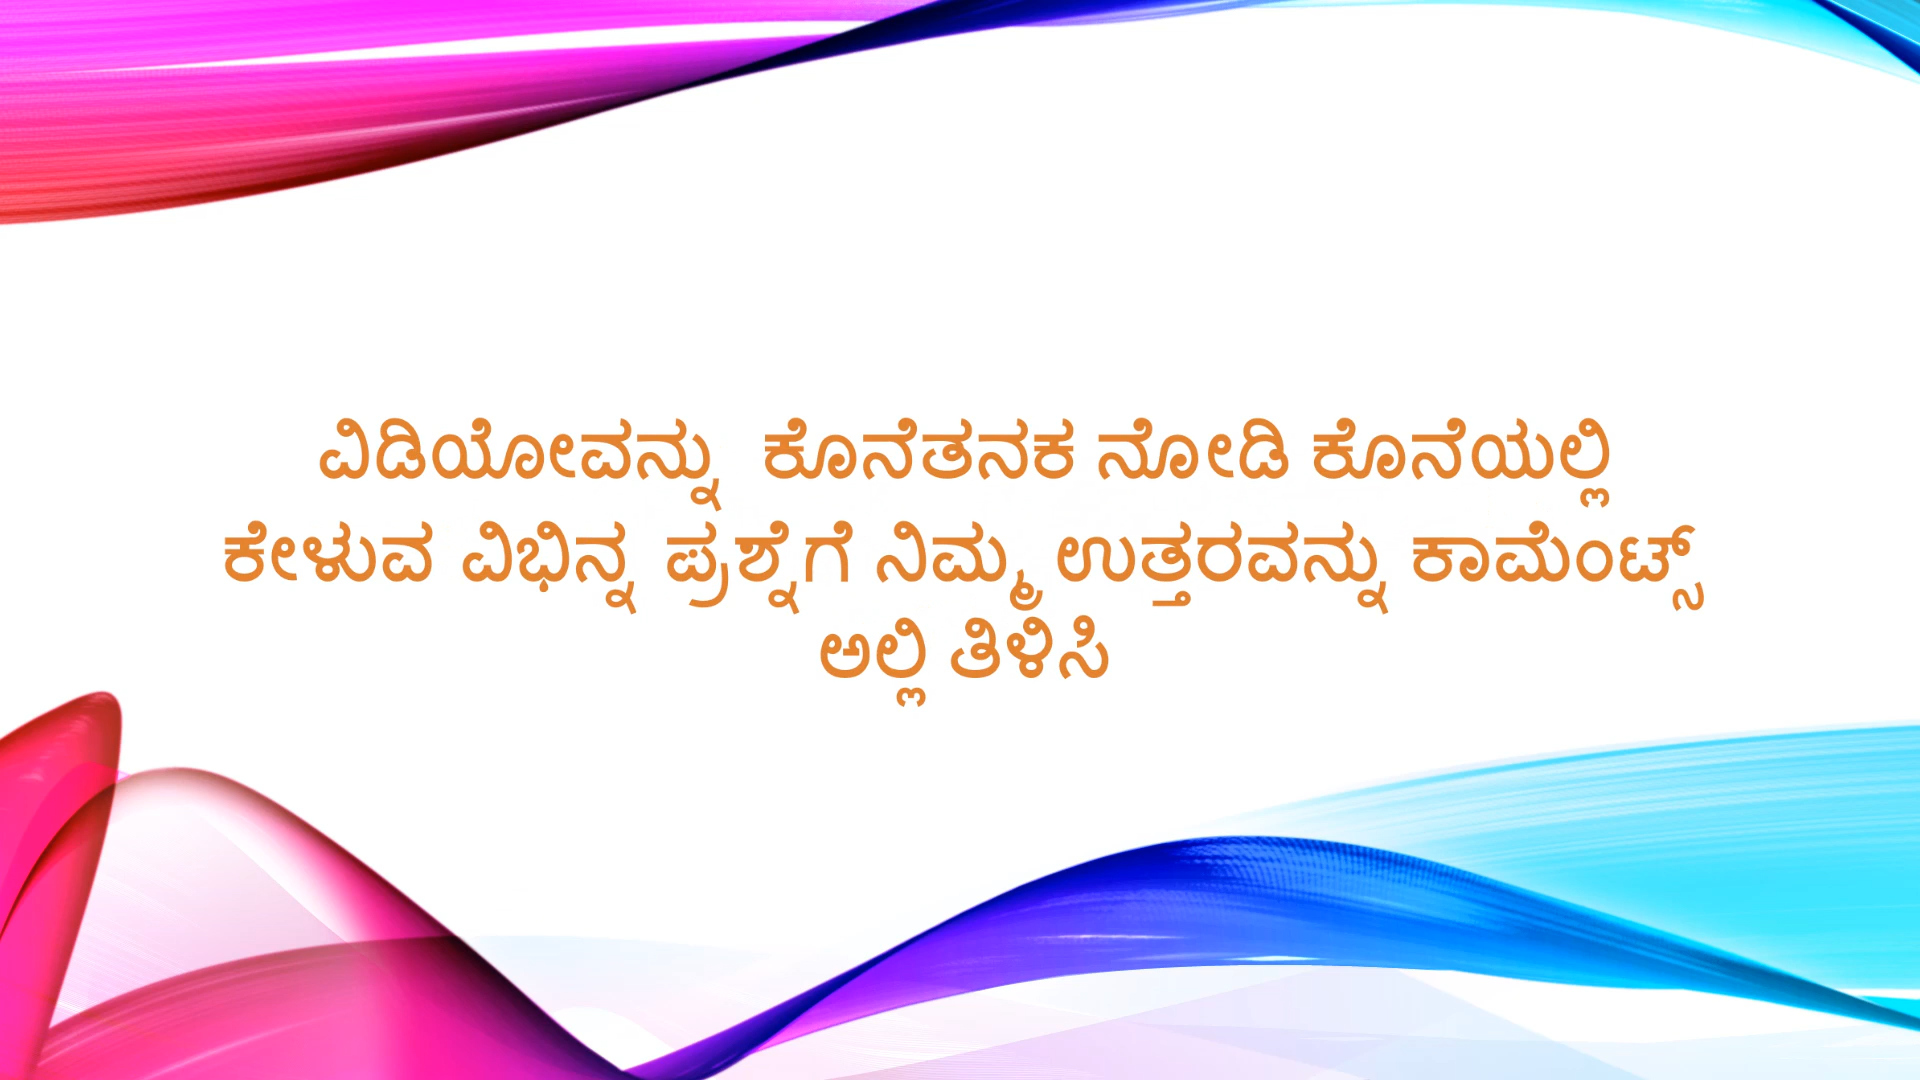 ವಿಡಿಯೋವನ್ನು ಕೊನೆತನಕ ನೋಡಿ ಕೊನೆಯಲ್ಲಿ
ಕೇಳುವ ವಿಭಿನ್ನ ಪ್ರಶ್ನೆಗೆ ನಿಮ್ಮ ಉತ್ತರವನ್ನು ಕಾಮೆಂಟ್ಸ್
ಅಲ್ಲಿ ತಿಳಿಸಿ